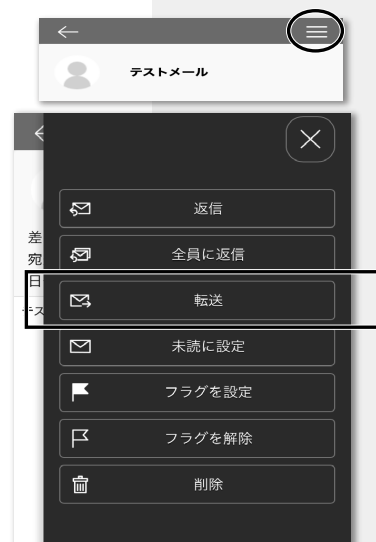 テストメール
返信
全員に返信
差
宛
日
転送
テス
未読に設定
フラグを設定
フラグを解除
削除